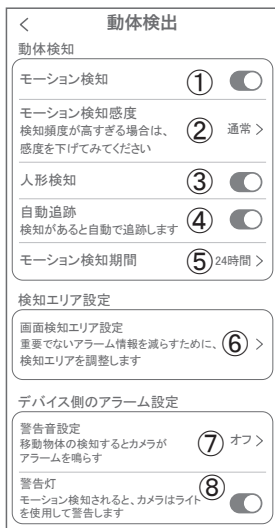 < 動体検出
動体検知
モーション検知 ①
モーション検知感度
検知頻度が高すぎる場合は、
感度を下げてみてください
② 通常 >
人形検知 ③
自動追跡
検知があると自動で追跡します
④
モーション検知期間 ⑤ 24時間 >
検知エリア設定
画面検知エリア設定
重要でないアラーム情報を減らすために、
検知エリアを調整します
⑥ >
デバイス側のアラーム設定
警告音設定
移動物体の検知するとカメラが
アラームを鳴らす
⑦ オフ >
警告灯
モーション検知されると、カメラはライト
を使用して警告します
⑧